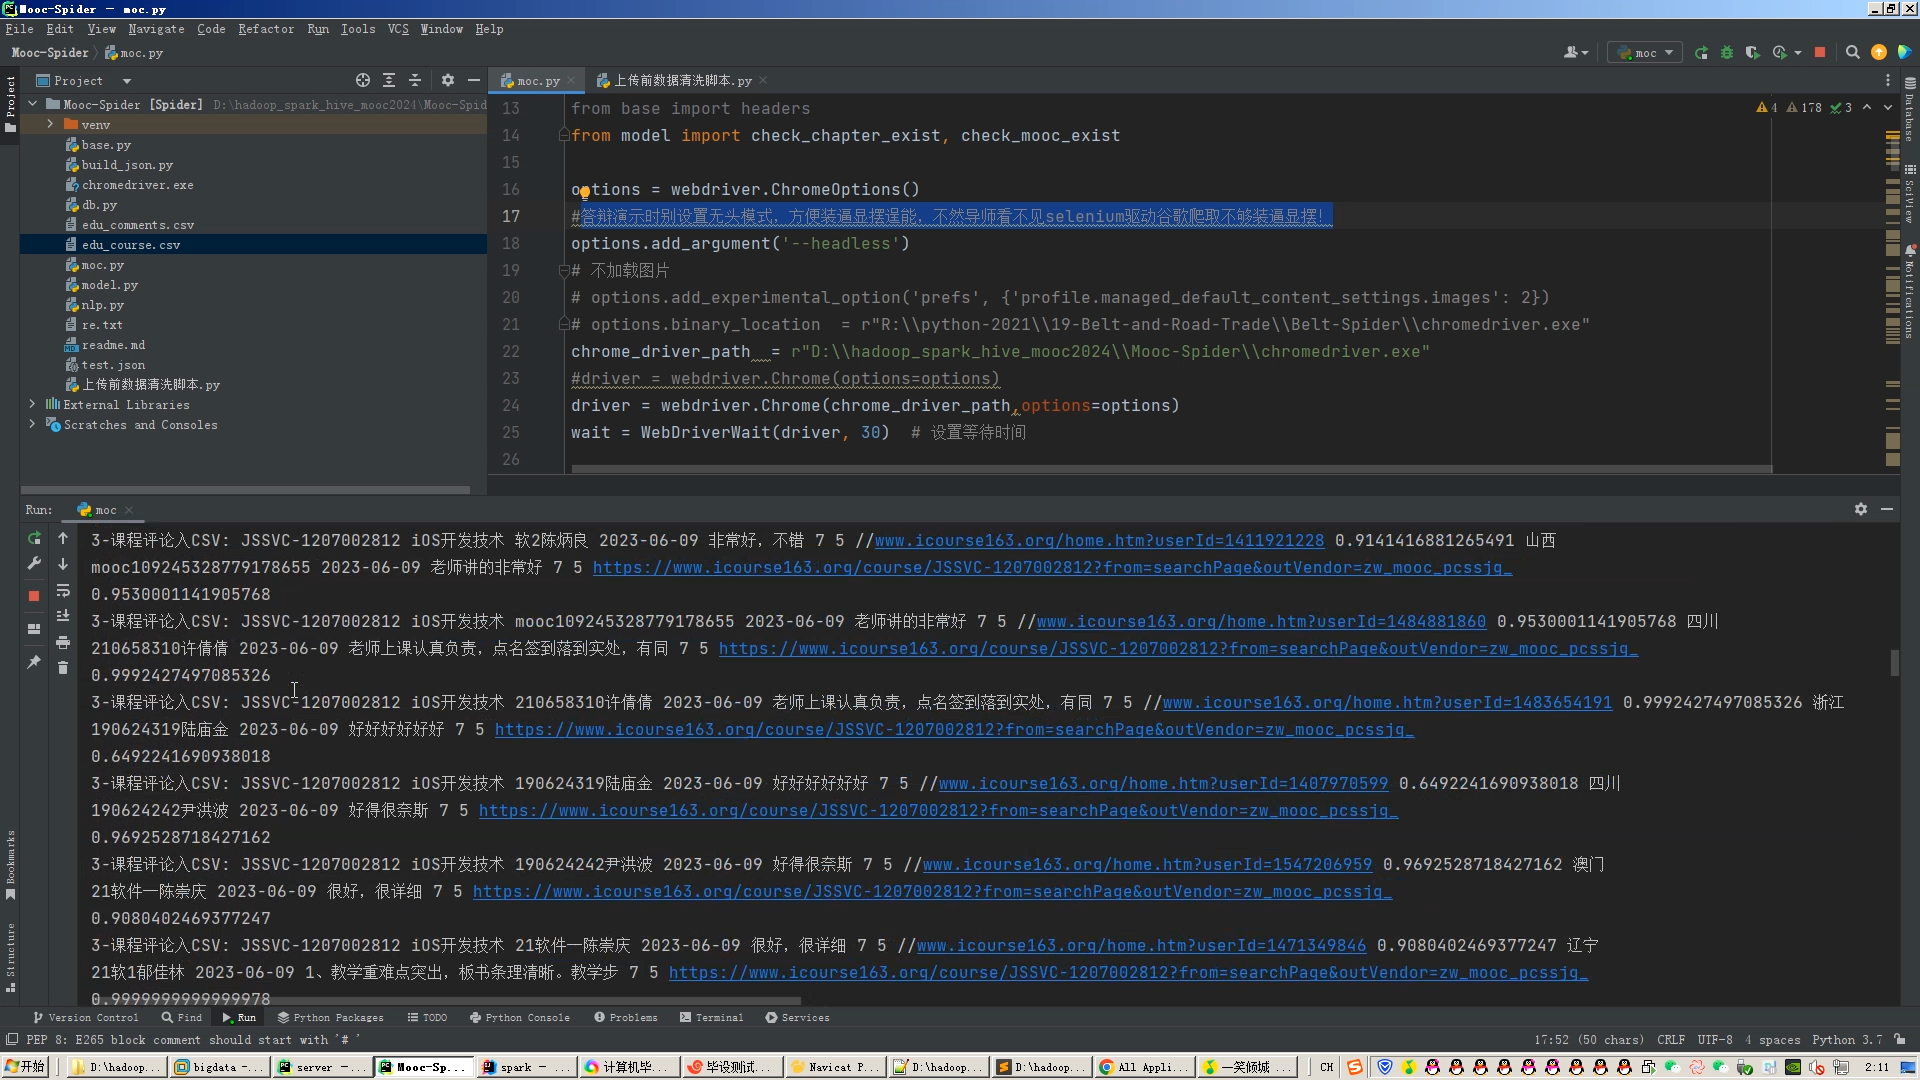 Mooc-Spider — moc.py
File Edit View Navigate Code Refactor Run Tools VCS Window Help
Mooc-Spider moc.py
moc
Project
moc.py
上传前数据清洗脚本.py
Mooc-Spider [Spider] D:\hadoop_spark_hive_mooc2024\Mooc-Spid
venv
base.py
build_json.py
chromedriver.exe
db.py
edu_comments.csv
edu_course.csv
moc.py
model.py
nlp.py
re.txt
readme.md
test.json
上传前数据清洗脚本.py
External Libraries
Scratches and Consoles
4 178 3
13 from base import headers
14 from model import check_chapter_exist, check_mooc_exist
15
16 options = webdriver.ChromeOptions()
17 #答辩演示时别设置无头模式，方便装逼显摆逞能，不然导师看不见selenium驱动谷歌爬取不够装逼显摆！
18 options.add_argument('--headless')
19 # 不加载图片
20 # options.add_experimental_option('prefs', {'profile.managed_default_content_settings.images': 2})
21 # options.binary_location  = r"R:\\python-2021\\19-Belt-and-Road-Trade\\Belt-Spider\\chromedriver.exe"
22 chrome_driver_path  = r"D:\\hadoop_spark_hive_mooc2024\\Mooc-Spider\\chromedriver.exe"
23 #driver = webdriver.Chrome(options=options)
24 driver = webdriver.Chrome(chrome_driver_path,options=options)
25 wait = WebDriverWait(driver, 30)  # 设置等待时间
26
Project
Database
SciView
Notifications
Bookmarks
Structure
Run: moc
3-课程评论入CSV: JSSVC-1207002812 iOS开发技术 软2陈炳良 2023-06-09 非常好，不错 7 5 //www.icourse163.org/home.htm?userId=1411921228 0.9141416881265491 山西
mooc109245328779178655 2023-06-09 老师讲的非常好 7 5 https://www.icourse163.org/course/JSSVC-1207002812?from=searchPage&outVendor=zw_mooc_pcssjg_
0.9530001141905768
3-课程评论入CSV: JSSVC-1207002812 iOS开发技术 mooc109245328779178655 2023-06-09 老师讲的非常好 7 5 //www.icourse163.org/home.htm?userId=1484881860 0.9530001141905768 四川
210658310许倩倩 2023-06-09 老师上课认真负责，点名签到落到实处，有同 7 5 https://www.icourse163.org/course/JSSVC-1207002812?from=searchPage&outVendor=zw_mooc_pcssjg_
0.9992427497085326
3-课程评论入CSV: JSSVC-1207002812 iOS开发技术 210658310许倩倩 2023-06-09 老师上课认真负责，点名签到落到实处，有同 7 5 //www.icourse163.org/home.htm?userId=1483654191 0.9992427497085326 浙江
190624319陆庙金 2023-06-09 好好好好好好 7 5 https://www.icourse163.org/course/JSSVC-1207002812?from=searchPage&outVendor=zw_mooc_pcssjg_
0.6492241690938018
3-课程评论入CSV: JSSVC-1207002812 iOS开发技术 190624319陆庙金 2023-06-09 好好好好好好 7 5 //www.icourse163.org/home.htm?userId=1407970599 0.6492241690938018 四川
190624242尹洪波 2023-06-09 好得很奈斯 7 5 https://www.icourse163.org/course/JSSVC-1207002812?from=searchPage&outVendor=zw_mooc_pcssjg_
0.9692528718427162
3-课程评论入CSV: JSSVC-1207002812 iOS开发技术 190624242尹洪波 2023-06-09 好得很奈斯 7 5 //www.icourse163.org/home.htm?userId=1547206959 0.9692528718427162 澳门
21软件一陈崇庆 2023-06-09 很好，很详细 7 5 https://www.icourse163.org/course/JSSVC-1207002812?from=searchPage&outVendor=zw_mooc_pcssjg_
0.9080402469377247
3-课程评论入CSV: JSSVC-1207002812 iOS开发技术 21软件一陈崇庆 2023-06-09 很好，很详细 7 5 //www.icourse163.org/home.htm?userId=1471349846 0.9080402469377247 辽宁
21软1郁佳林 2023-06-09 1、教学重难点突出，板书条理清晰。教学步 7 5 https://www.icourse163.org/course/JSSVC-1207002812?from=searchPage&outVendor=zw_mooc_pcssjg_
0.9999999999999978
Version Control Find Run Python Packages TODO Python Console Problems Terminal Services
PEP 8: E265 block comment should start with '# '
17:52 (50 chars) CRLF UTF-8 4 spaces Python 3.7
开始 D:\hadoop... bigdata -... server -... Mooc-Sp... spark -... 计算机毕... 毕设测试... Navicat P... D:\hadoop... D:\hadoop... All Appli... 一笑倾城... CH 2:11